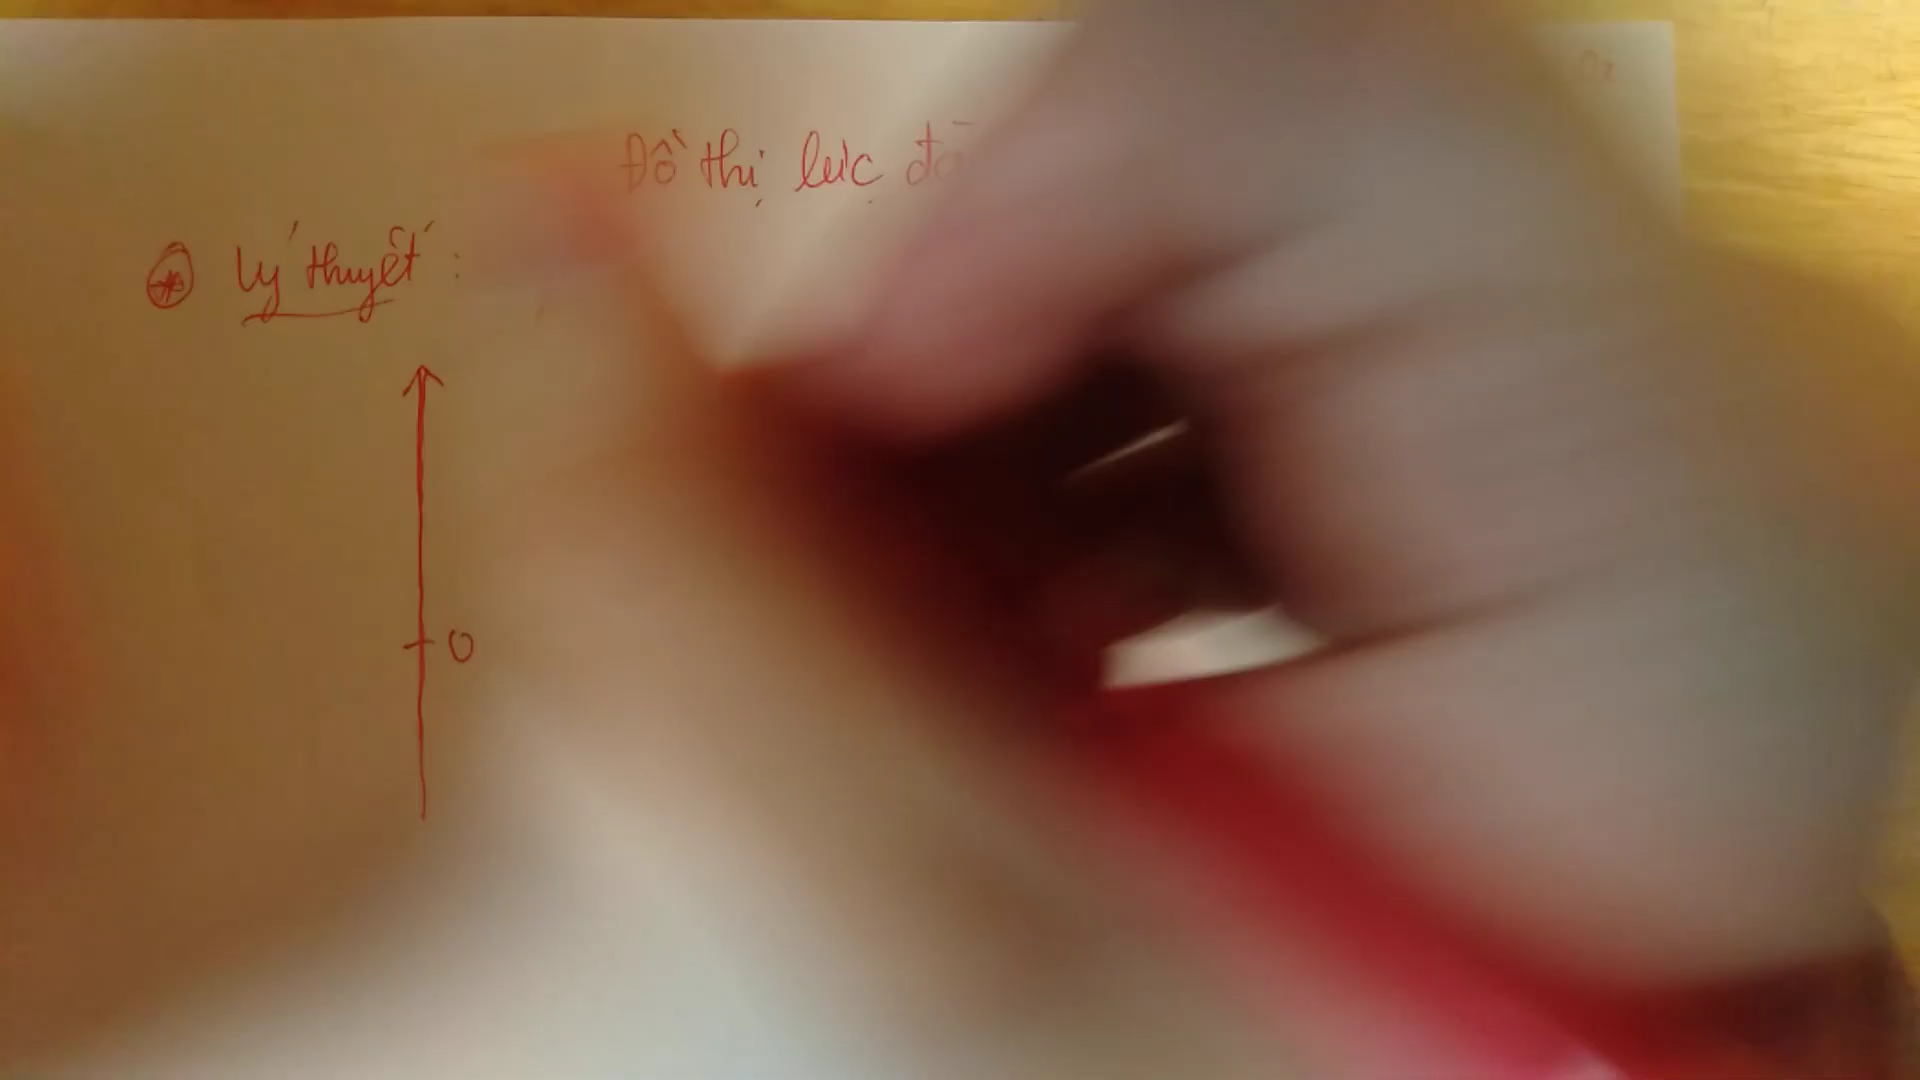 Đồ thị lực
⊛ Lý thuyết :
0